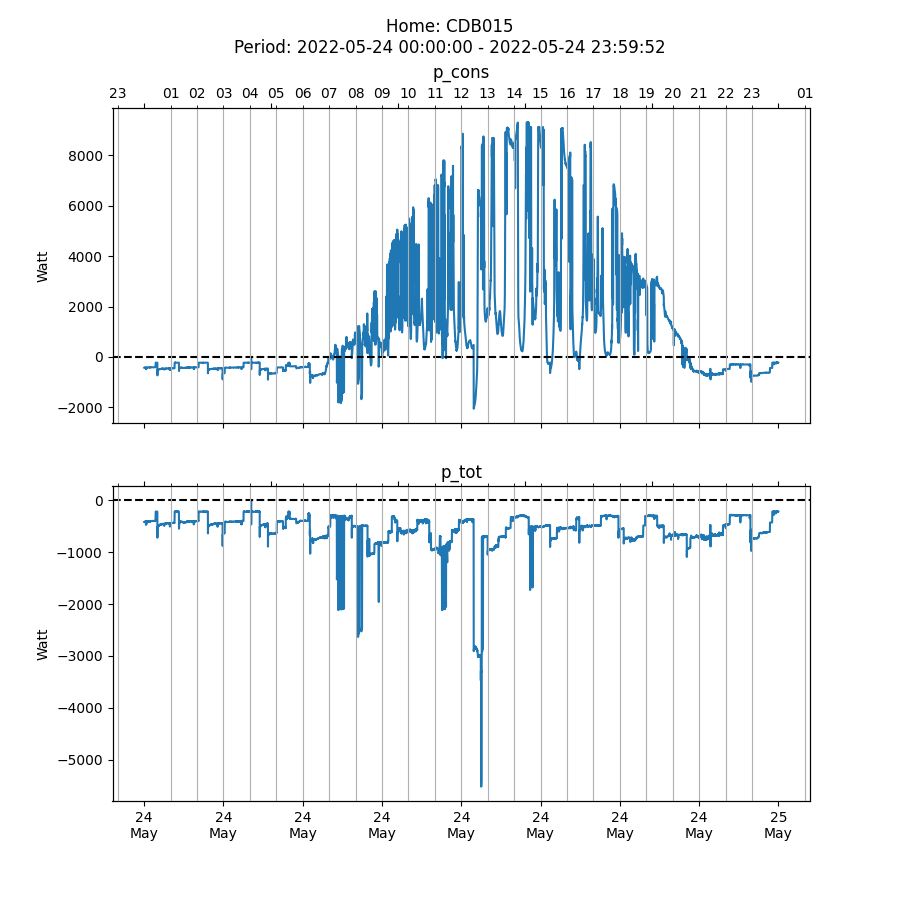 Home: CDB015
Period: 2022-05-24 00:00:00 - 2022-05-24 23:59:52
p_cons
23 01 02 03 04 05 06 07 08 09 10 11 12 13 14 15 16 17 18 19 20 21 22 23 01
8000
6000
4000
2000
0
−2000
Watt
p_tot
0
−1000
−2000
−3000
−4000
−5000
Watt
24 24 24 24 24 24 24 24 25
May May May May May May May May May